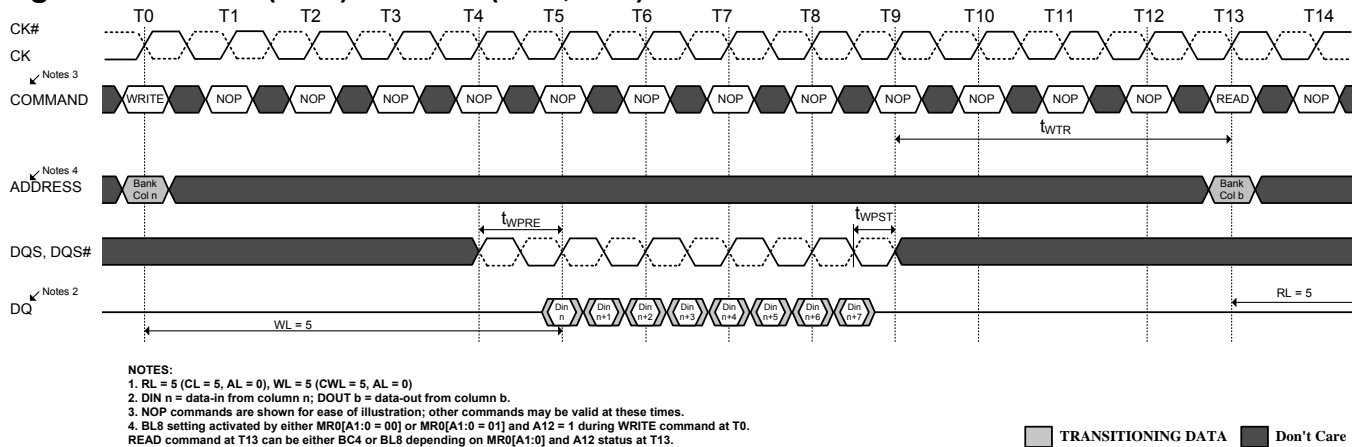 T0 T1 T2 T3 T4 T5 T6 T7 T8 T9 T10 T11 T12 T13 T14
CK#
CK
Notes 3
COMMAND WRITE NOP NOP NOP NOP NOP NOP NOP NOP NOP NOP NOP NOP READ NOP
tWTR
Notes 4
ADDRESS
Bank Col n
Bank Col b
tWPRE
tWPST
DQS, DQS#
Notes 2
DQ
Din n
Din n+1
Din n+2
Din n+3
Din n+4
Din n+5
Din n+6
Din n+7
RL = 5
WL = 5
NOTES:
1. RL = 5 (CL = 5, AL = 0), WL = 5 (CWL = 5, AL = 0)
2. DIN n = data-in from column n; DOUT b = data-out from column b.
3. NOP commands are shown for ease of illustration; other commands may be valid at these times.
4. BL8 setting activated by either MR0[A1:0 = 00] or MR0[A1:0 = 01] and A12 = 1 during WRITE command at T0.
READ command at T13 can be either BC4 or BL8 depending on MR0[A1:0] and A12 status at T13.
TRANSITIONING DATA
Don't Care